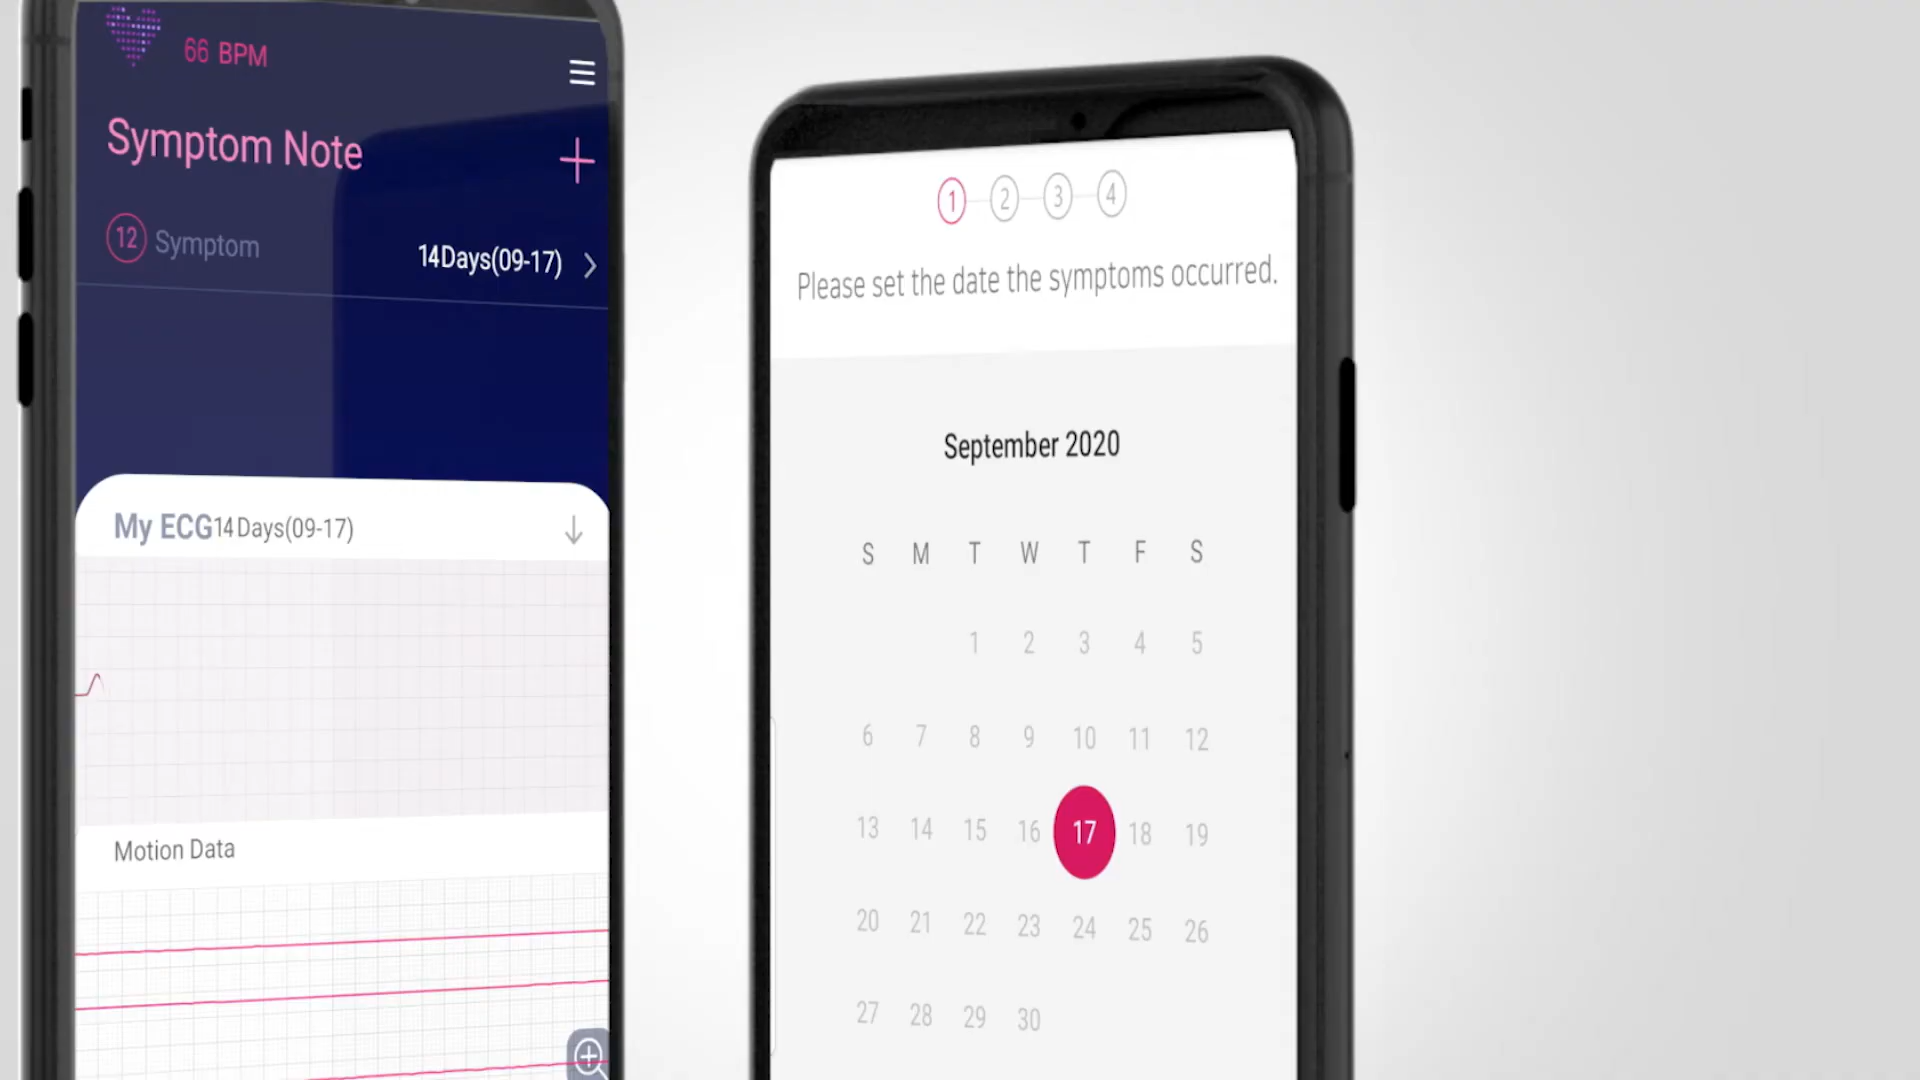 66 BPM
Symptom Note
12 Symptom 14Days(09-17)
My ECG14Days(09-17)
Motion Data
1 2 3 4
Please set the date the symptoms occurred.
September 2020
S M T W T F S
1 2 3 4 5
6 7 8 9 10 11 12
13 14 15 16 17 18 19
20 21 22 23 24 25 26
27 28 29 30